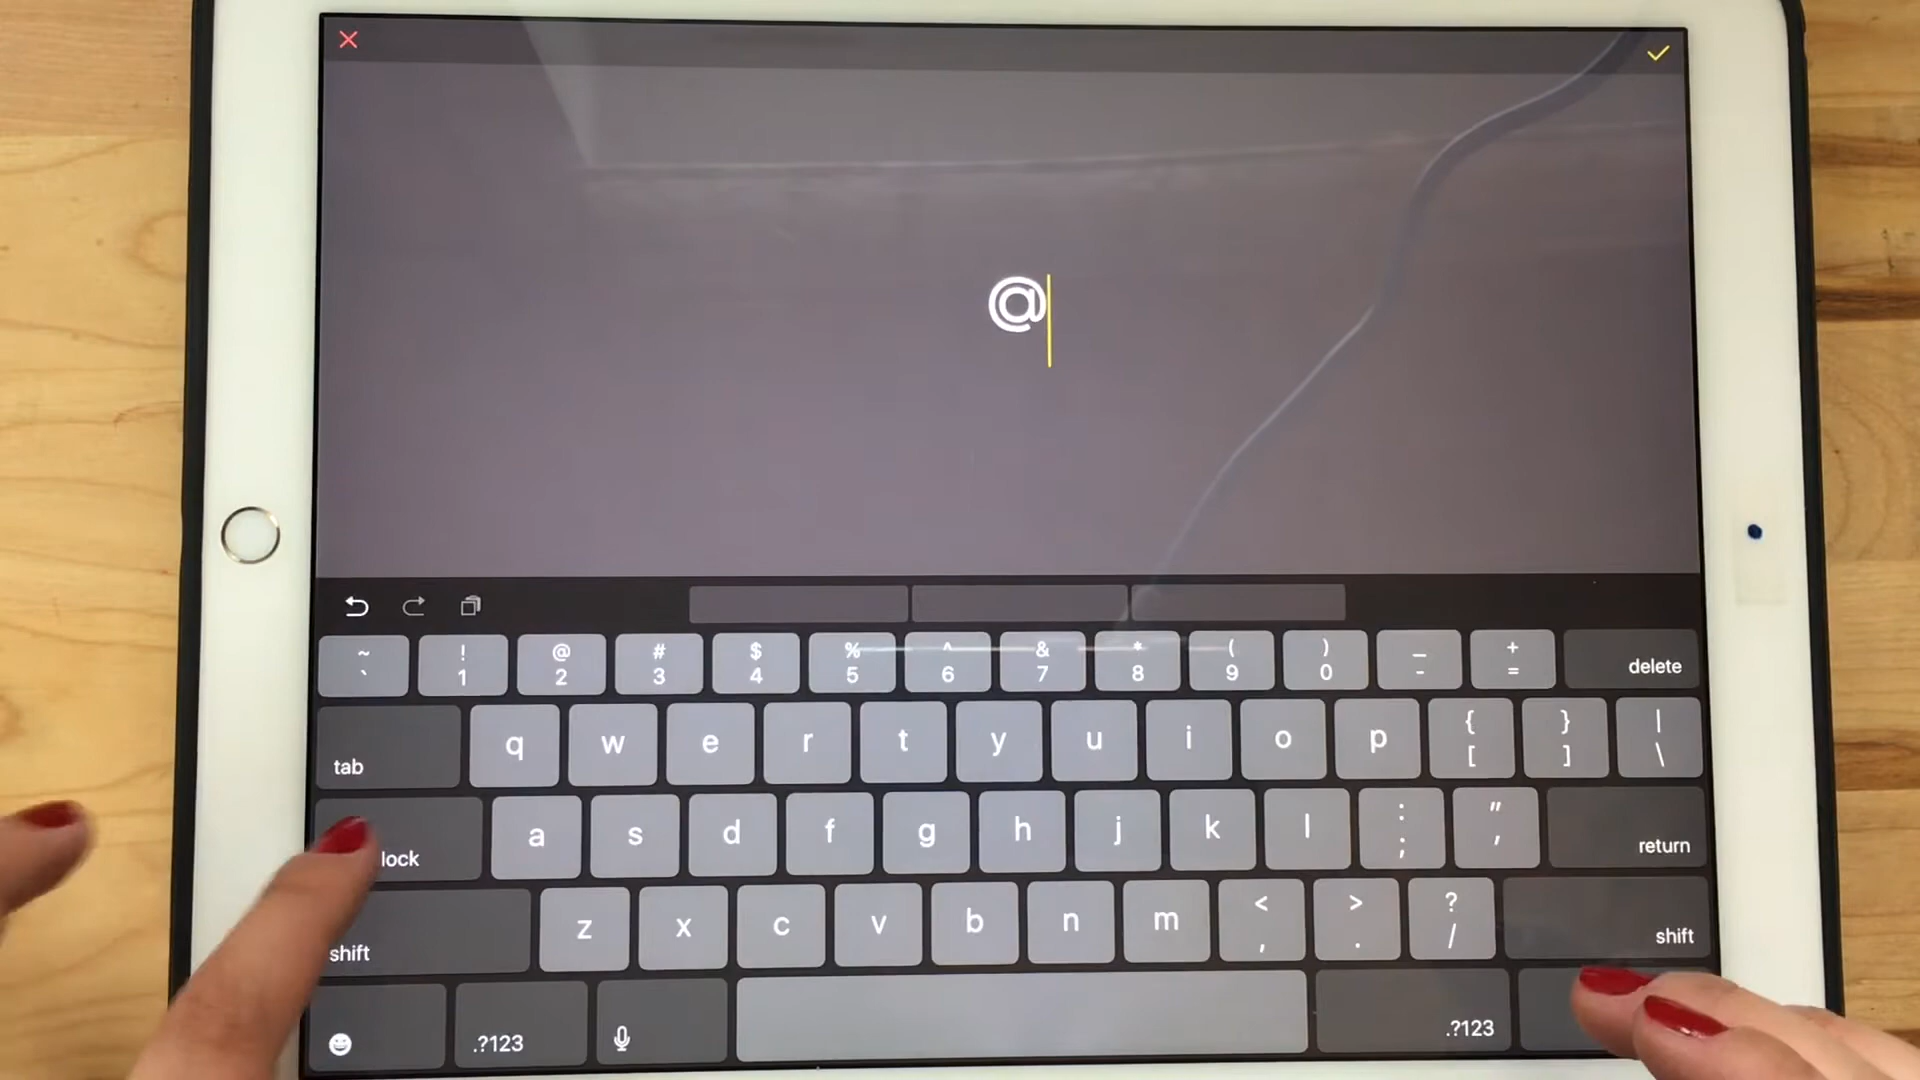 @
~ ! @ # $ % ^ & * ( ) _ +
` 1 2 3 4 5 6 7 8 9 0 - = delete
tab q w e r t y u i o p { [ } ] | \
lock a s d f g h j k l : ; " ' return
shift z x c v b n m < , > . ? / shift
.?123 .?123